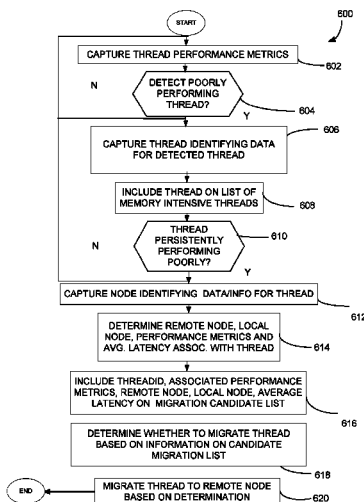 START
600
CAPTURE THREAD PERFORMANCE METRICS
602
N
DETECT POORLY
PERFORMING
THREAD?
604
Y
606
CAPTURE THREAD IDENTIFYING DATA
FOR DETECTED THREAD
INCLUDE THREAD ON LIST OF
MEMORY INTENSIVE THREADS
608
THREAD
PERSISTENTLY
PERFORMING
POORLY?
610
N
Y
CAPTURE NODE IDENTIFYING DATA/INFO FOR THREAD
612
DETERMINE REMOTE NODE, LOCAL
NODE, PERFORMANCE METRICS AND
AVG. LATENCY ASSOC. WITH THREAD
614
INCLUDE THREADID, ASSOCIATED PERFORMANCE
METRICS, REMOTE NODE, LOCAL NODE, AVERAGE
LATENCY ON MIGRATION CANDIDATE LIST
616
DETERMINE WHETHER TO MIGRATE THREAD
BASED ON INFORMATION ON CANDIDATE
MIGRATION LIST
618
END
MIGRATE THREAD TO REMOTE NODE
BASED ON DETERMINATION
620